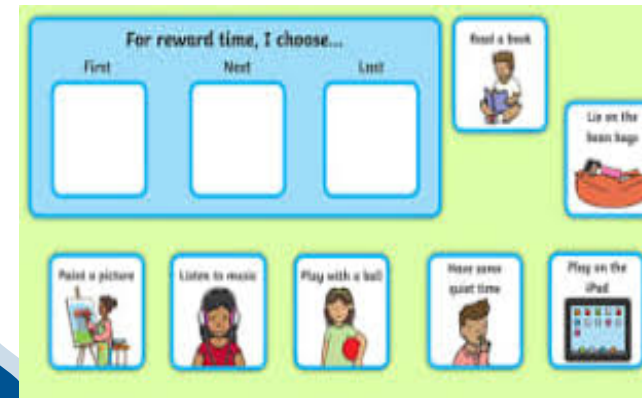 For reward time, I choose...
First Next Last
Read a book
Lie on the
bean bags
Paint a picture
Listen to music
Play with a ball
Have some
quiet time
Play on the
iPad